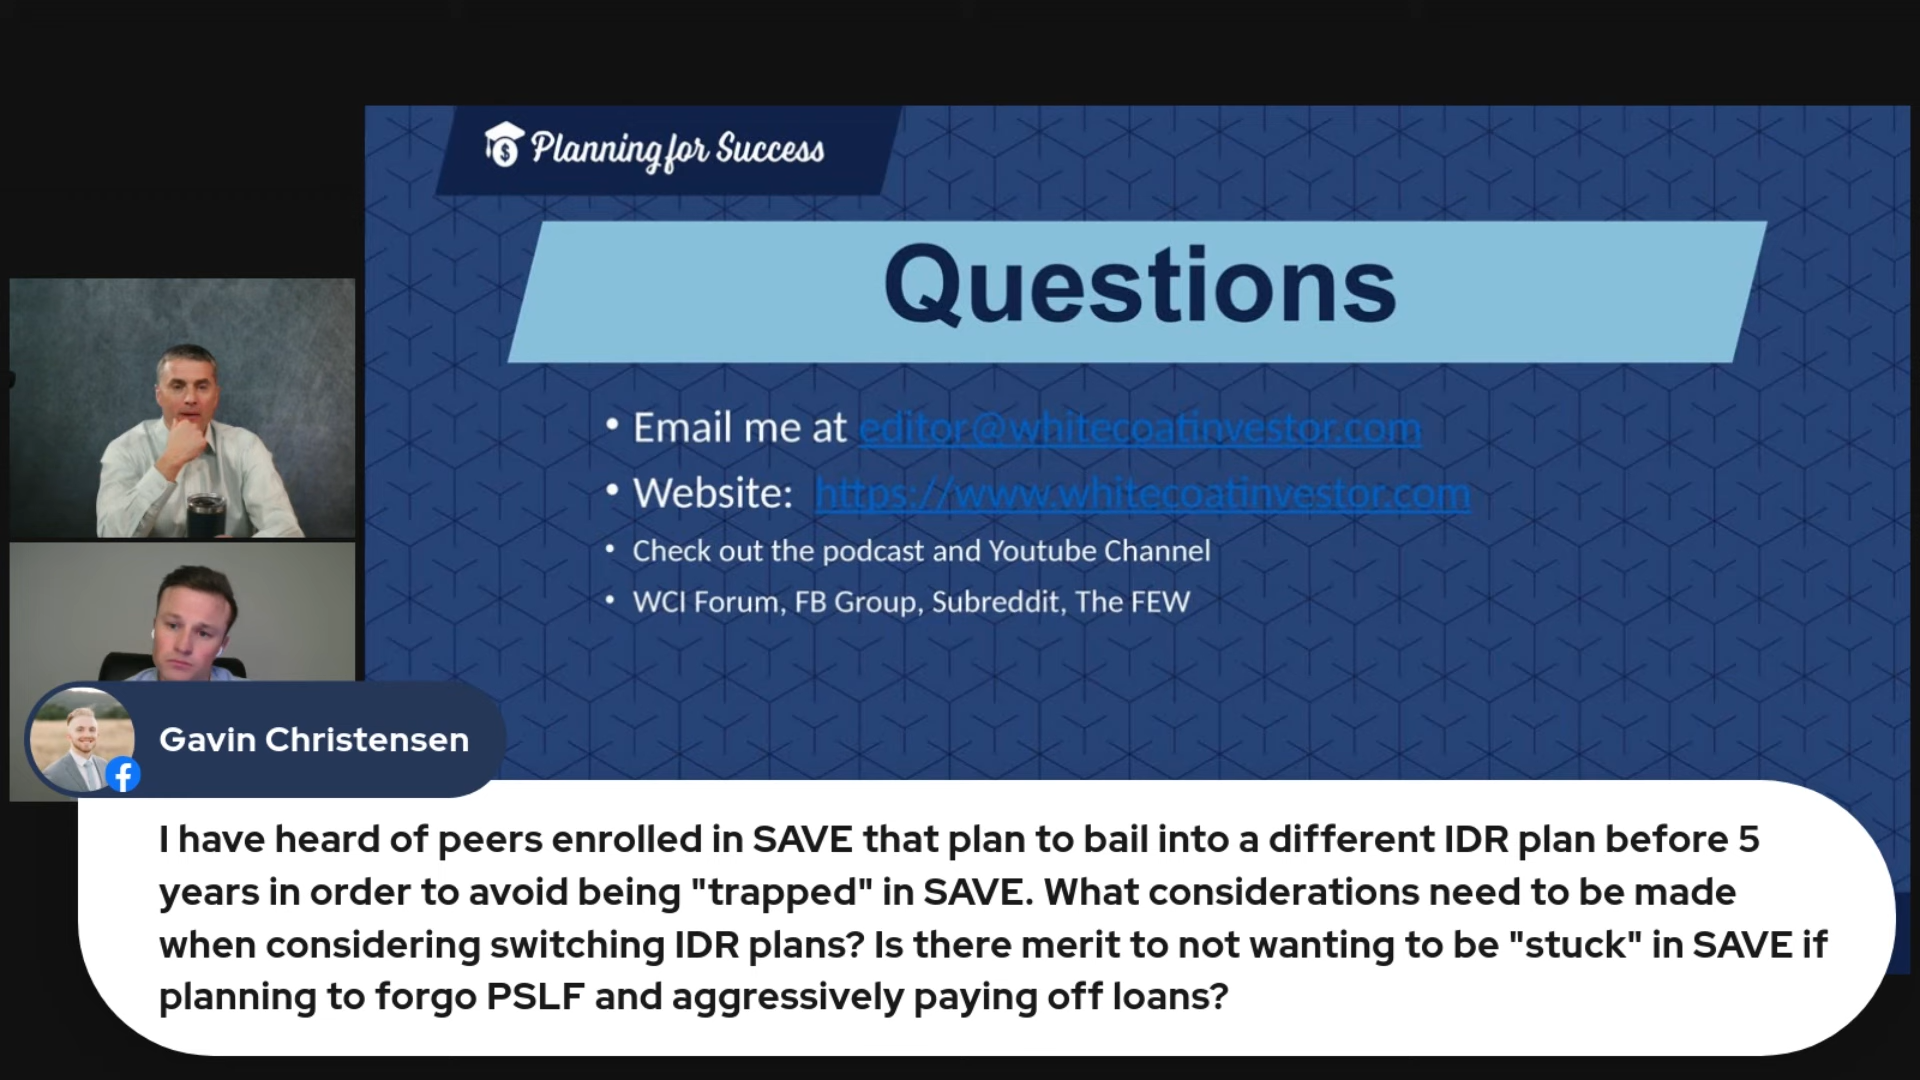 Planning for Success
Questions
• Email me at editor@whitecoatinvestor.com
• Website: https://www.whitecoatinvestor.com
• Check out the podcast and Youtube Channel
• WCI Forum, FB Group, Subreddit, The FEW
Gavin Christensen
I have heard of peers enrolled in SAVE that plan to bail into a different IDR plan before 5
years in order to avoid being "trapped" in SAVE. What considerations need to be made
when considering switching IDR plans? Is there merit to not wanting to be "stuck" in SAVE if
planning to forgo PSLF and aggressively paying off loans?